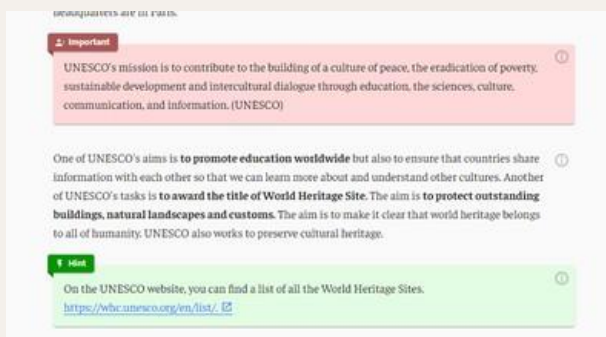 headquarters are in Paris.
Important
UNESCO's mission is to contribute to the building of a culture of peace, the eradication of poverty,
sustainable development and intercultural dialogue through education, the sciences, culture,
communication, and information. (UNESCO)
One of UNESCO's aims is to promote education worldwide but also to ensure that countries share
information with each other so that we can learn more about and understand other cultures. Another
of UNESCO's tasks is to award the title of World Heritage Site. The aim is to protect outstanding
buildings, natural landscapes and customs. The aim is to make it clear that world heritage belongs
to all of humanity. UNESCO also works to preserve cultural heritage.
Hint
On the UNESCO website, you can find a list of all the World Heritage Sites.
https://whc.unesco.org/en/list/.